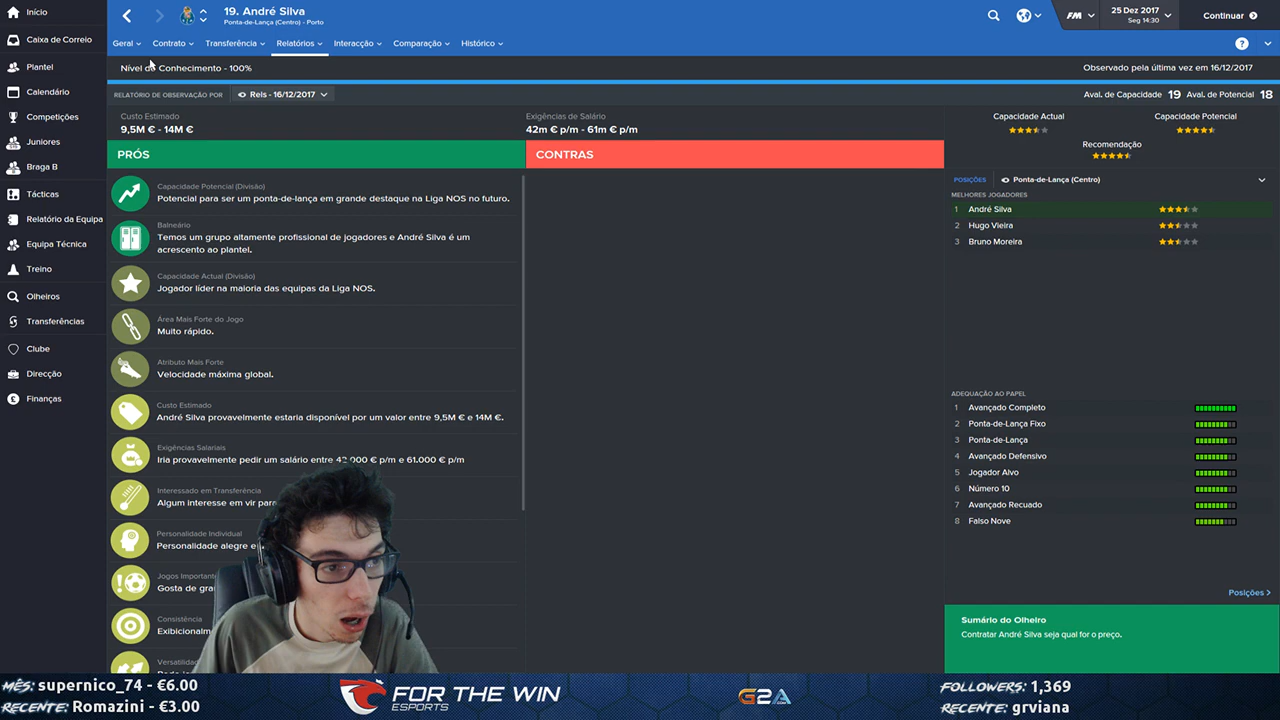 Início
Caixa de Correio
Plantel
Calendário
Competições
Juniores
Braga B
Tácticas
Relatório da Equipa
Equipa Técnica
Treino
Olheiros
Transferências
Clube
Direcção
Finanças
19. André Silva
Ponta-de-Lança (Centro) - Porto
FM
25 Dez 2017
Seg 14:30
Continuar
Geral
Contrato
Transferência
Relatórios
Interacção
Comparação
Histórico
?
Nível de Conhecimento - 100%
Observado pela última vez em 16/12/2017
RELATÓRIO DE OBSERVAÇÃO POR
Reis - 16/12/2017
Aval. de Capacidade 19 Aval. de Potencial 18
Custo Estimado
9,5M € - 14M €
Exigências de Salário
42m € p/m - 61m € p/m
Capacidade Actual
Capacidade Potencial
Recomendação
PRÓS
CONTRAS
Capacidade Potencial (Divisão)
Potencial para ser um ponta-de-lança em grande destaque na Liga NOS no futuro.
Balneário
Temos um grupo altamente profissional de jogadores e André Silva é um
acrescento ao plantel.
Capacidade Actual (Divisão)
Jogador líder na maioria das equipas da Liga NOS.
Área Mais Forte do Jogo
Muito rápido.
Atributo Mais Forte
Velocidade máxima global.
Custo Estimado
André Silva provavelmente estaria disponível por um valor entre 9,5M € e 14M €.
Exigências Salariais
Iria provavelmente pedir um salário entre 42.000 € p/m e 61.000 € p/m
Interessado em Transferência
Algum interesse em vir para
Personalidade Individual
Personalidade alegre e
Jogos Importantes
Gosta de
Consistência
Versatilidade
POSIÇÕES
Ponta-de-Lança (Centro)
MELHORES JOGADORES
1 André Silva
2 Hugo Vieira
3 Bruno Moreira
ADEQUAÇÃO AO PAPEL
1 Avançado Completo
2 Ponta-de-Lança Fixo
3 Ponta-de-Lança
4 Avançado Defensivo
5 Jogador Alvo
6 Número 10
7 Avançado Recuado
8 Falso Nove
Posições
Sumário do Olheiro
Contratar André Silva seja qual for o preço.
MÊS: supernico_74 - €6.00
RECENTE: Romazini - €3.00
FOR THE WIN
ESPORTS
G2A
.COM
FOLLOWERS: 1,369
RECENTE: grviana